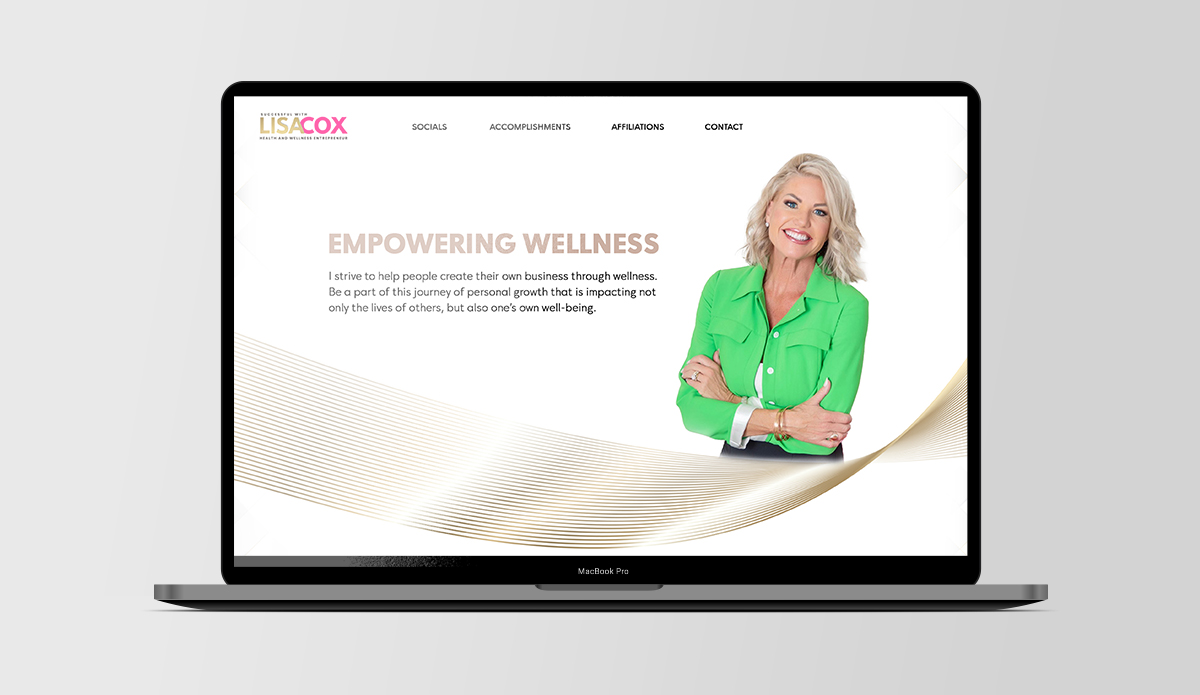 SUCCESSFUL WITH
LISACOX
HEALTH AND WELLNESS ENTREPRENEUR
SOCIALS ACCOMPLISHMENTS AFFILIATIONS CONTACT
EMPOWERING WELLNESS
I strive to help people create their own business through wellness.
Be a part of this journey of personal growth that is impacting not
only the lives of others, but also one's own well-being.
MacBook Pro